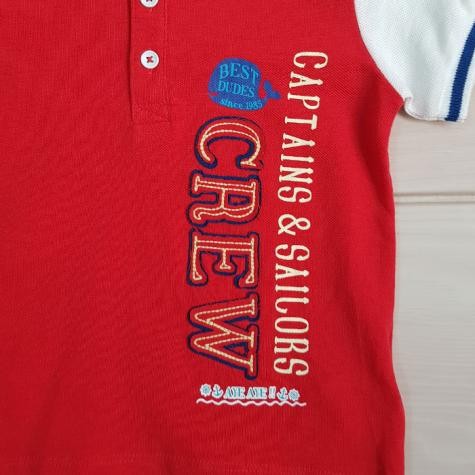 BEST
DUDES
since 1985
CAPTAINS & SAILORS
CREW
AYE AYE !!